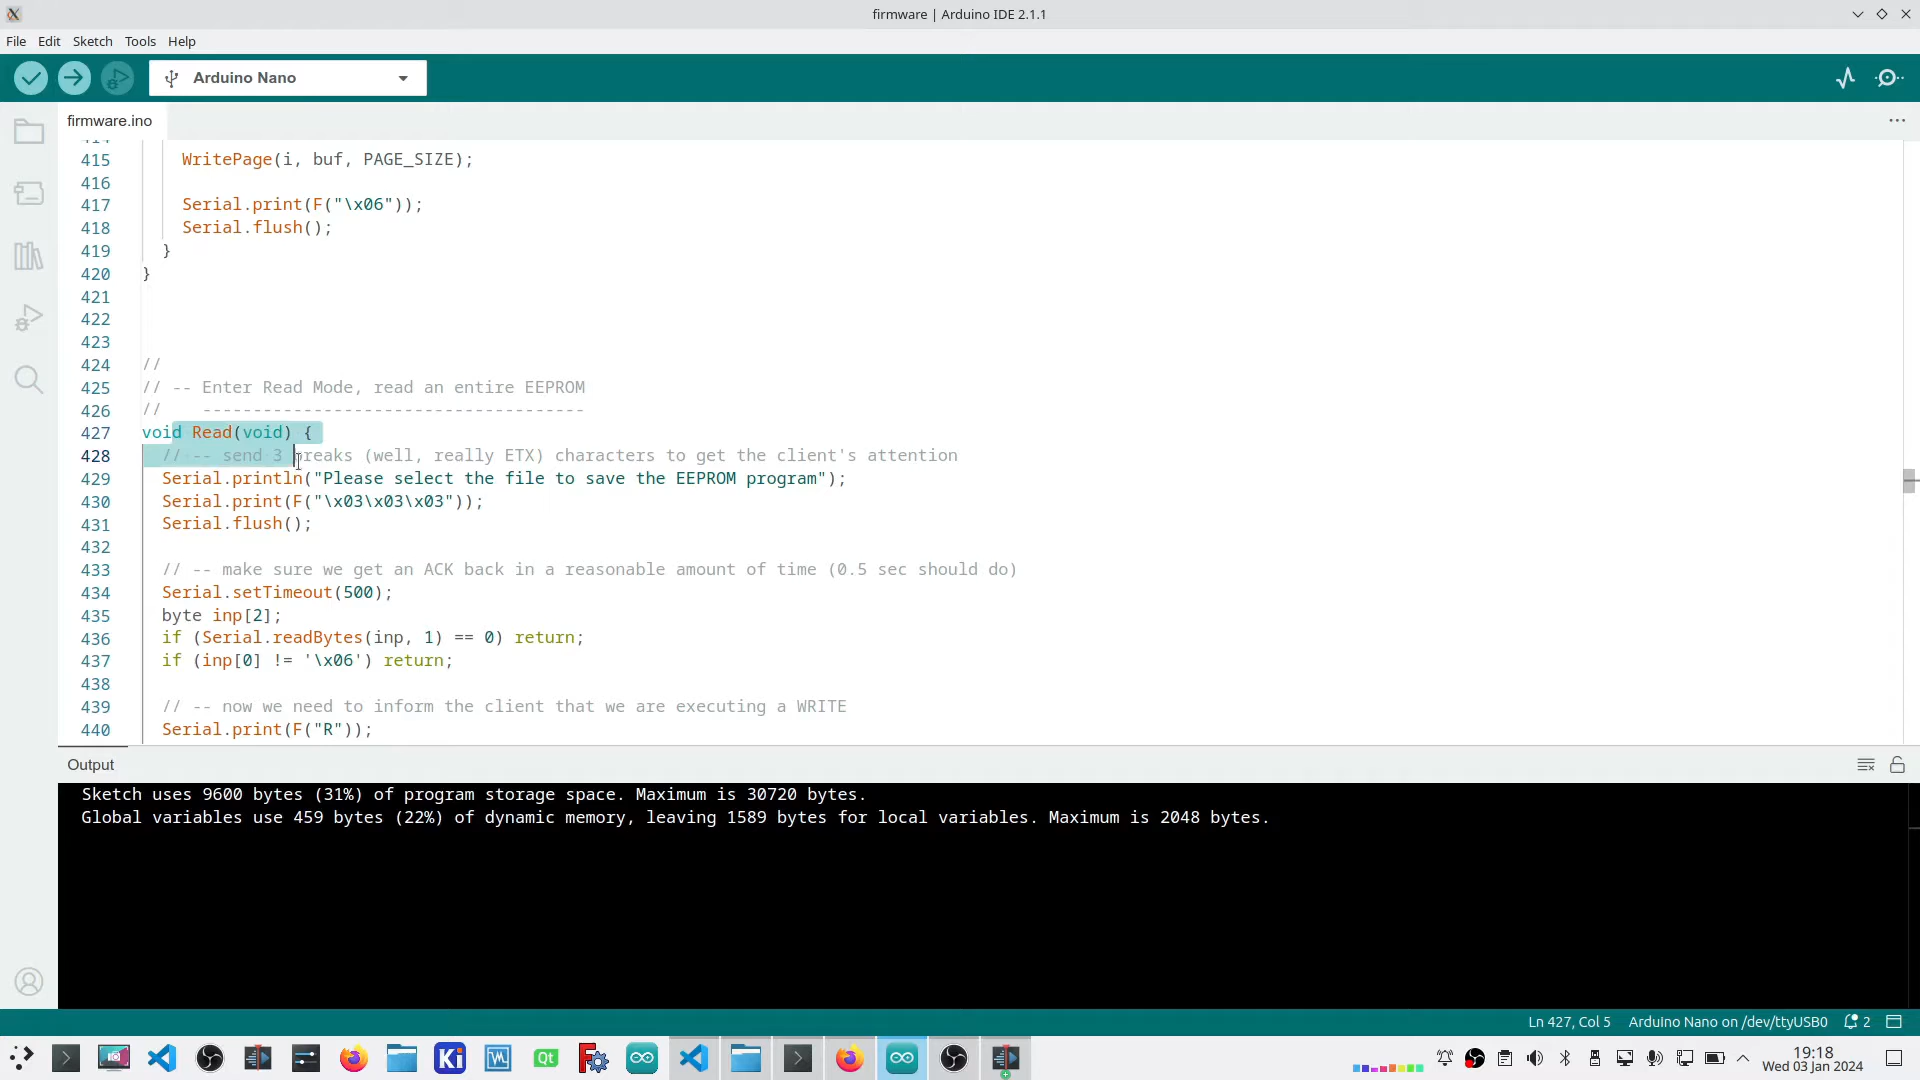 firmware | Arduino IDE 2.1.1
File Edit Sketch Tools Help
Arduino Nano
firmware.ino
415 WritePage(i, buf, PAGE_SIZE);
416
417 Serial.print(F("\x06"));
418 Serial.flush();
419 }
420 }
421
422
423
424 //
425 // -- Enter Read Mode, read an entire EEPROM
426 // --------------------------------------
427 void Read(void) {
428 // -- send 3 breaks (well, really ETX) characters to get the client's attention
429 Serial.println("Please select the file to save the EEPROM program");
430 Serial.print(F("\x03\x03\x03"));
431 Serial.flush();
432
433 // -- make sure we get an ACK back in a reasonable amount of time (0.5 sec should do)
434 Serial.setTimeout(500);
435 byte inp[2];
436 if (Serial.readBytes(inp, 1) == 0) return;
437 if (inp[0] != '\x06') return;
438
439 // -- now we need to inform the client that we are executing a WRITE
440 Serial.print(F("R"));
Output
Sketch uses 9600 bytes (31%) of program storage space. Maximum is 30720 bytes.
Global variables use 459 bytes (22%) of dynamic memory, leaving 1589 bytes for local variables. Maximum is 2048 bytes.
Ln 427, Col 5 Arduino Nano on /dev/ttyUSB0 2
Ki
Qt
19:18
Wed 03 Jan 2024